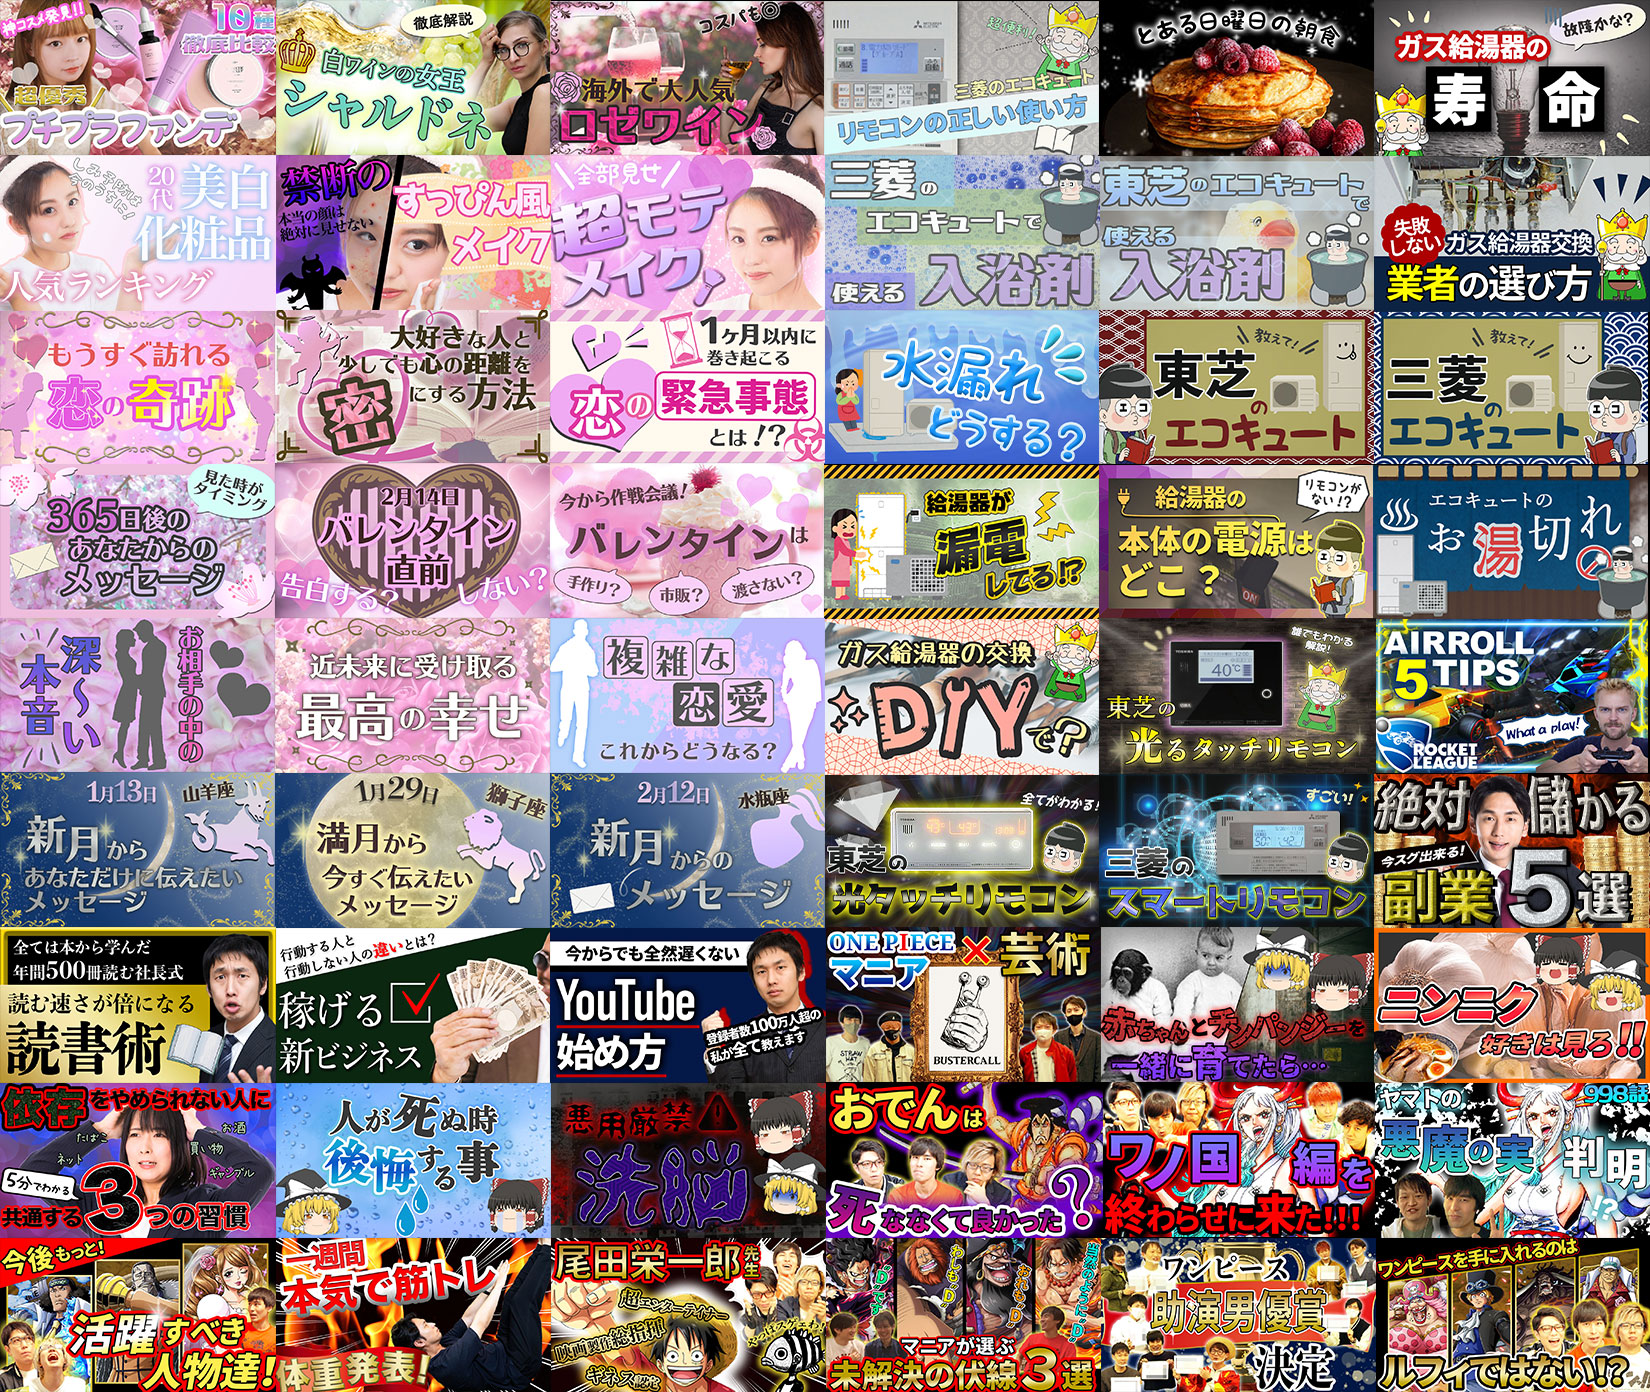 神コスメ発見!!
10種
徹底比較
超優秀
プチプラファンデ
徹底解説
白ワインの女王
シャルドネ
コスパも◎
海外で大人気
ロゼワイン
超便利!!
三菱のエコキュート
リモコンの正しい使い方
とある日曜日の朝食
故障かな?
ガス給湯器の
寿命
しみ予防は
今のうちに!
20代
美白
化粧品
人気ランキング
禁断の
本当の顔は
絶対に見せない
すっぴん風
メイク
全部見せ
超モテ
メイク
三菱の
エコキュートで
使える
入浴剤
東芝のエコキュートで
使える
入浴剤
失敗
しない
ガス給湯器交換
業者の選び方
もうすぐ訪れる
恋の奇跡
大好きな人と
少しでも心の距離を
密
にする方法
1ヶ月以内に
巻き起こる
恋の
緊急事態
とは!?
水漏れ
どうする?
教えて!
東芝
の
エコキュート
エコ
教えて!
三菱
の
エコキュート
エコ
見た時が
タイミング
365日後の
あなたからの
メッセージ
2月14日
バレンタイン
直前
告白する?
しない?
今から作戦会議!
バレンタインは
手作り?
市販?
渡さない?
給湯器が
漏電
してる!?
リモコンが
ない!?
給湯器の
本体の電源は
どこ?
ON
エコ
エコキュートの
お湯切れ
深〜い
本音
お相手の中の
近未来に受け取る
最高の幸せ
複雑な
恋愛
これからどうなる?
ガス給湯器の交換
DIYで?
誰でもわかる
解説!
TOSHIBA
40℃
東芝の
光るタッチリモコン
AIRROLL
5 TIPS
What a play!
ROCKET
LEAGUE
1月13日
山羊座
新月から
あなただけに伝えたい
メッセージ
1月29日
獅子座
満月から
今すぐ伝えたい
メッセージ
2月12日
水瓶座
新月からの
メッセージ
全てがわかる!
東芝の
光タッチリモコン
エコ
すごい!
三菱の
スマートリモコン
エコ
絶対儲かる
今スグ出来る!
副業5選
全ては本から学んだ
年間500冊読む社長式
読む速さが倍になる
読書術
行動する人と
行動しない人の違いとは?
稼げる
新ビジネス
今からでも全然遅くない
YouTube
始め方
登録者数100万人超の
私が全て教えます
ONE PIECE
マニア
×
芸術
STRAW
HAT
BUSTERCALL
赤ちゃんとチンパンジーを
一緒に育てたら…
ニンニク
好きは見ろ!!
依存をやめられない人に
たばこ
お酒
ネット
買い物
ギャンブル
5分でわかる
共通する
3つの習慣
人が死ぬ時
後悔する事
悪用厳禁
洗脳
おでんは
死ななくて良かった?
ワノ国編を
終わらせに来た!!!
ヤマトの
998話
悪魔の実
判明
!?
今後もっと!
活躍すべき
人物達!
一週間
本気で筋トレ
体重発表!
尾田栄一郎先生
超エンターテイナー
映画製作総指揮
ギネス認定
やっぱスゲェわ!
"D"です
わしも"D"
おれも"D"
当然のように"D"
マニアが選ぶ
未解決の伏線3選
ワンピース
助演男優賞
決定
ワンピースを手に入れるのは
ルフィではない!?